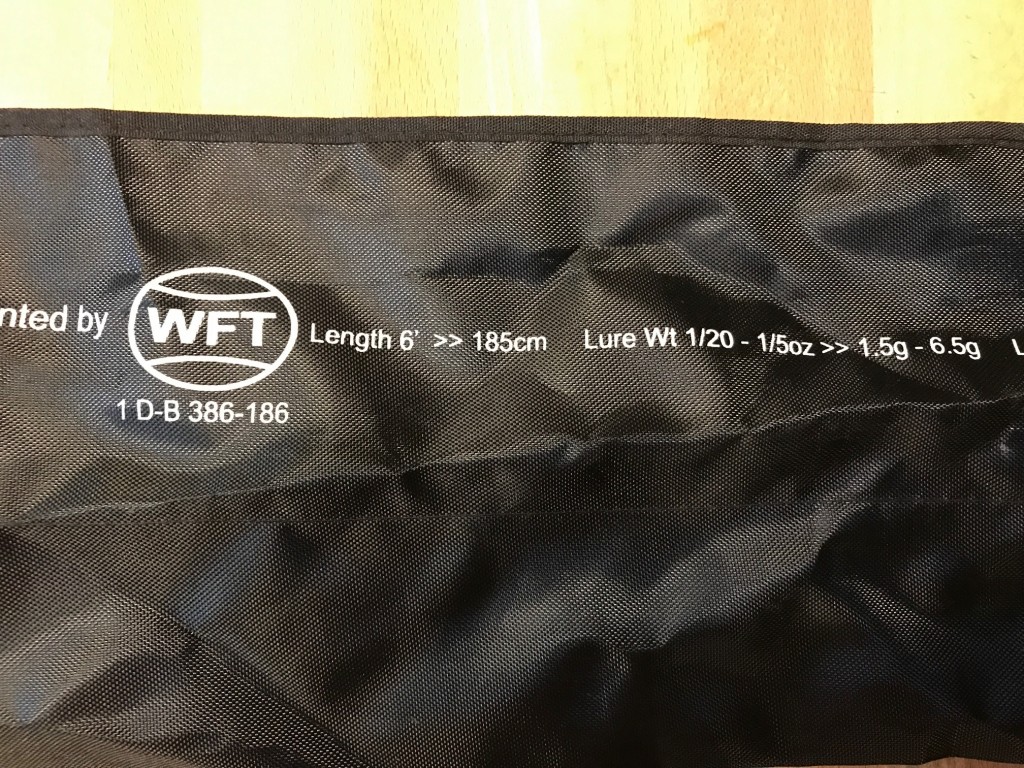 nted by WFT Length 6' >> 185cm Lure Wt 1/20 - 1/5oz >> 1.5g - 6.5g L
1 D-B 386-186